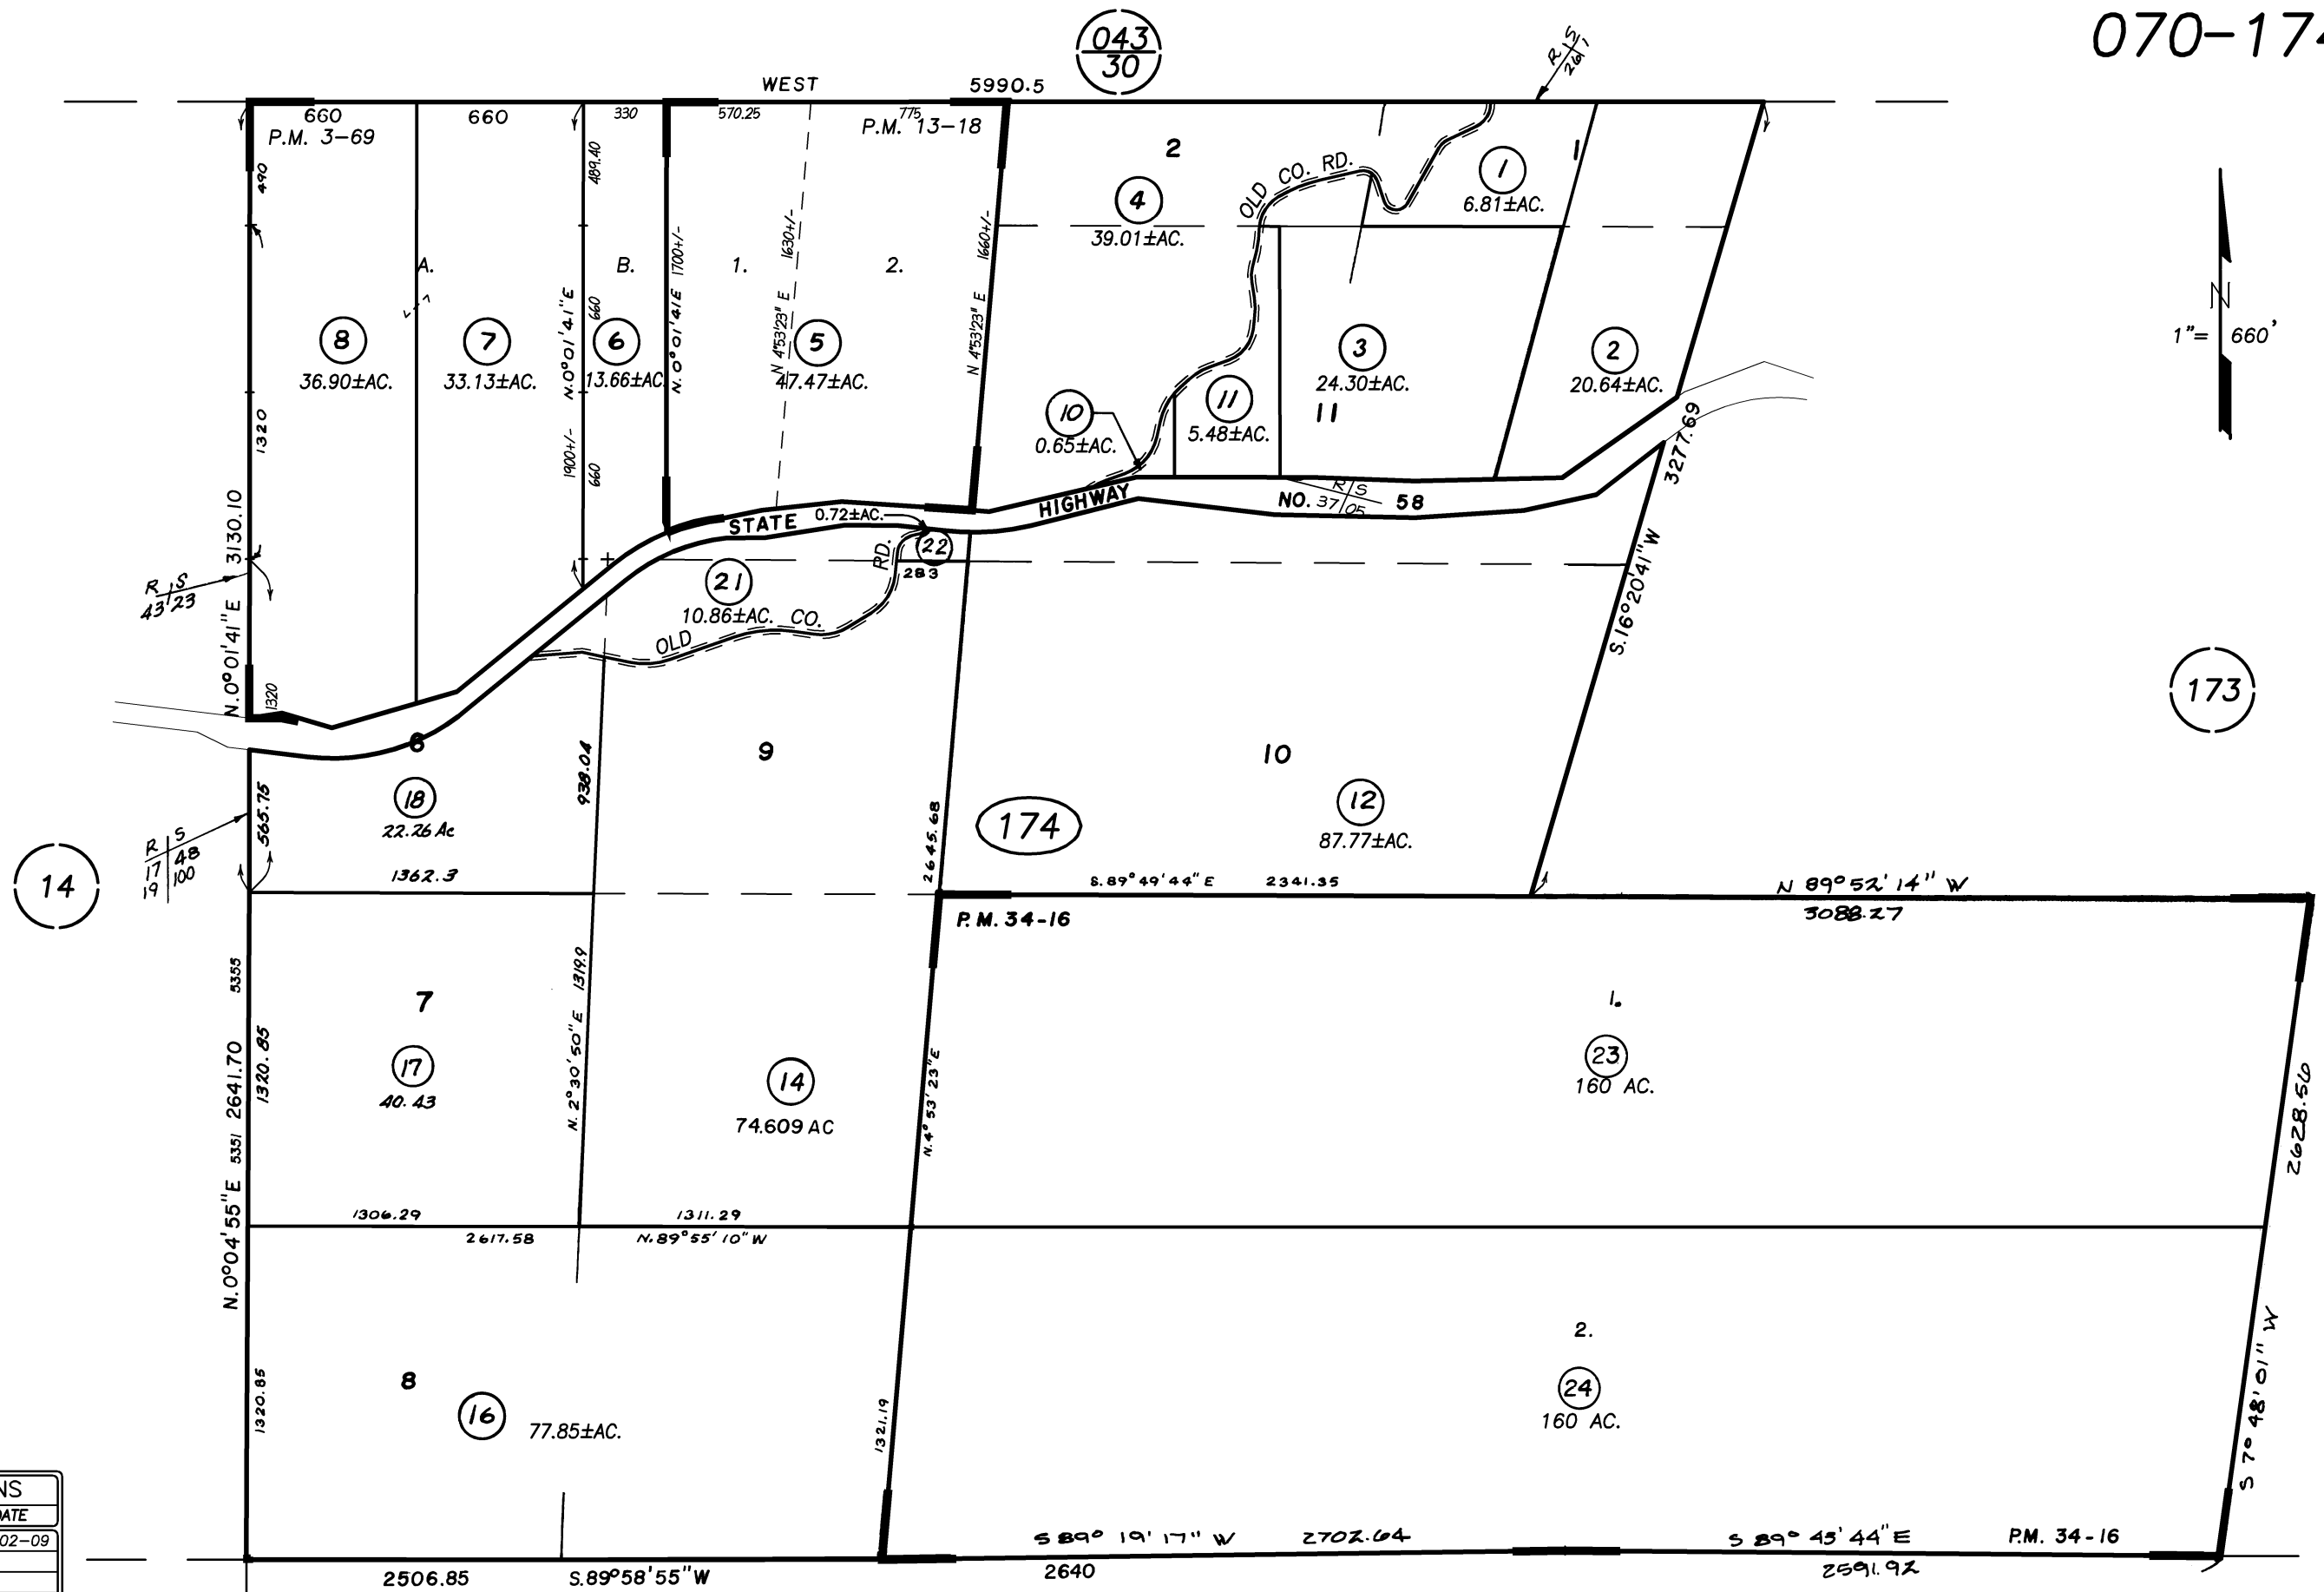 070-174
043
30
R S
26 1
WEST 5990.5
660
660
330
570.25
775
P.M. 3-69
P.M. 13-18
490
489.40
2
1
4
39.01±AC.
OLD CO. RD.
1
6.81±AC.
N
1"= 660'
A.
B.
1.
2.
1700+/-
1630+/-
1660+/-
N.0°01'41"E
660
N.0°01'41E
N 4°53'23" E
N 4°53'23" E
8
36.90±AC.
7
33.13±AC.
6
13.66±AC.
5
47.47±AC.
3
24.30±AC.
11
2
20.64±AC.
10
0.65±AC.
11
5.48±AC.
1320
1900+/-
660
3277.69
S.16°20'41"W
STATE
HIGHWAY
NO.
58
R S
37 05
0.72±AC.
22
283
RD.
21
10.86±AC.
OLD
CO.
3130.10
N.0°01'41"E
R S
43 23
1320
173
6
9
10
938.04
18
22.26 Ac
565.75
2645.68
174
12
87.77±AC.
R S
17 48
19 100
14
1362.3
S.89°49'44"E 2341.35
N 89°52'14" W
3088.27
P.M. 34-16
5355
7
17
40.43
1320.85
N. 2°30'50"E 1319.9
14
74.609 AC
N.4°53'23"E
1.
23
160 AC.
2628.56
N.0°04'55"E 5351 2641.70
1306.29
1311.29
2617.58
N.89°55'10"W
2.
24
160 AC.
S 7°48'01" W
8
16
77.85±AC.
1320.85
1321.19
NS
DATE
02-09
S 89° 19' 17" W 2702.64
S 89° 45' 44" E
P.M. 34-16
2640
2591.92
2506.85
S.89°58'55"W